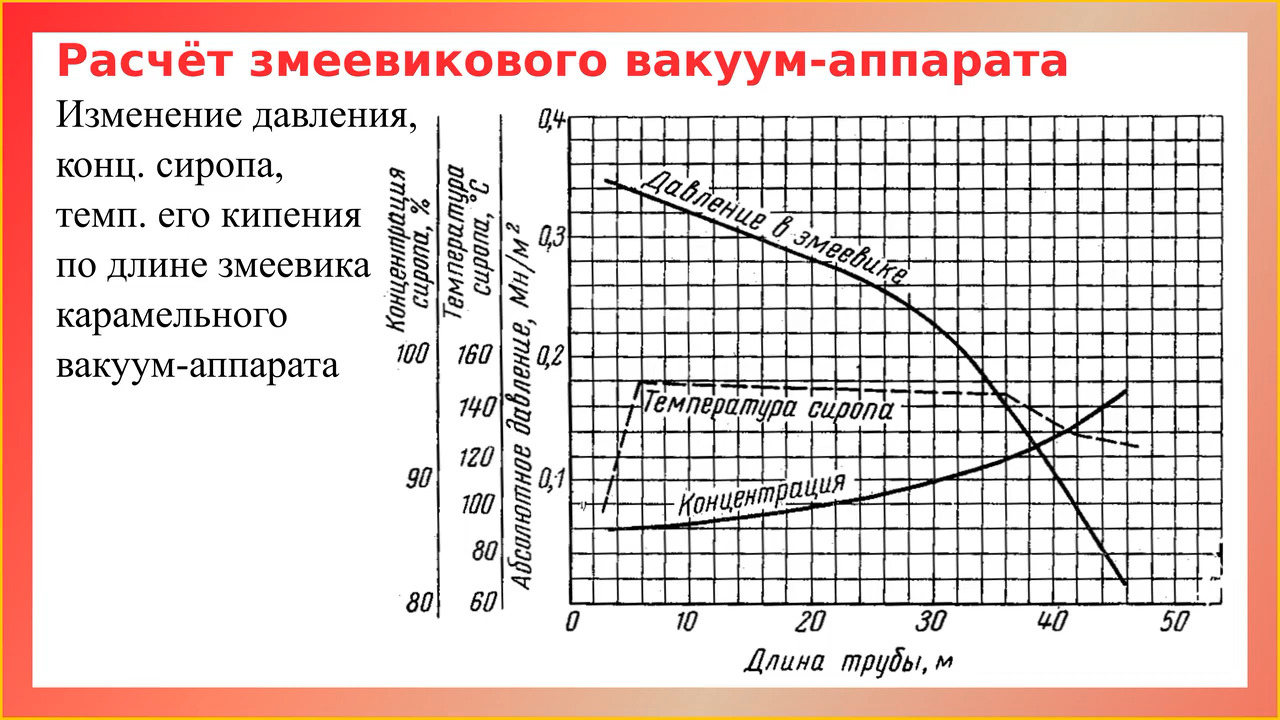 Расчёт змеевикового вакуум-аппарата
Изменение давления,
конц. сиропа,
темп. его кипения
по длине змеевика
карамельного
вакуум-аппарата
Концентрация
сиропа, %
100
90
80
Температура
сиропа, °С
160
140
120
100
80
60
Абсолютное давление, Мн/м²
0,4
0,3
0,2
0,1
Давление в змеевике
Температура сиропа
Концентрация
0
10
20
30
40
50
Длина трубы, м